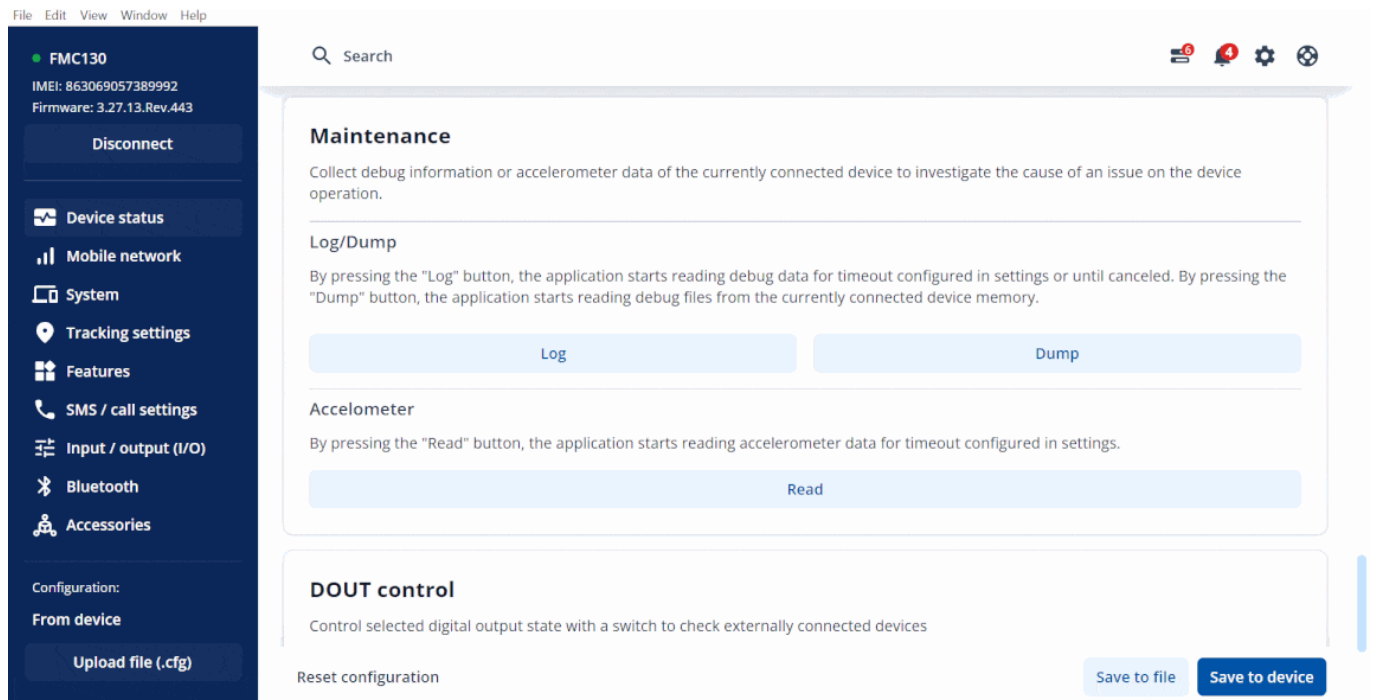 File Edit View Window Help
FMC130
IMEI: 863069057389992
Firmware: 3.27.13.Rev.443
Disconnect
Device status
Mobile network
System
Tracking settings
Features
SMS / call settings
Input / output (I/O)
Bluetooth
Accessories
Configuration:
From device
Upload file (.cfg)
Search
6
4
Maintenance
Collect debug information or accelerometer data of the currently connected device to investigate the cause of an issue on the device
operation.
Log/Dump
By pressing the "Log" button, the application starts reading debug data for timeout configured in settings or until canceled. By pressing the
"Dump" button, the application starts reading debug files from the currently connected device memory.
Log
Dump
Accelometer
By pressing the "Read" button, the application starts reading accelerometer data for timeout configured in settings.
Read
DOUT control
Control selected digital output state with a switch to check externally connected devices
Reset configuration
Save to file
Save to device